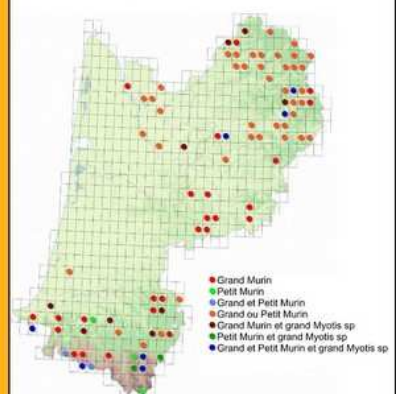 Grand Murin
Petit Murin
Grand et Petit Murin
Grand ou Petit Murin
Grand Murin et grand Myotis sp
Petit Murin et grand Myotis sp
Grand et Petit Murin et grand Myotis sp